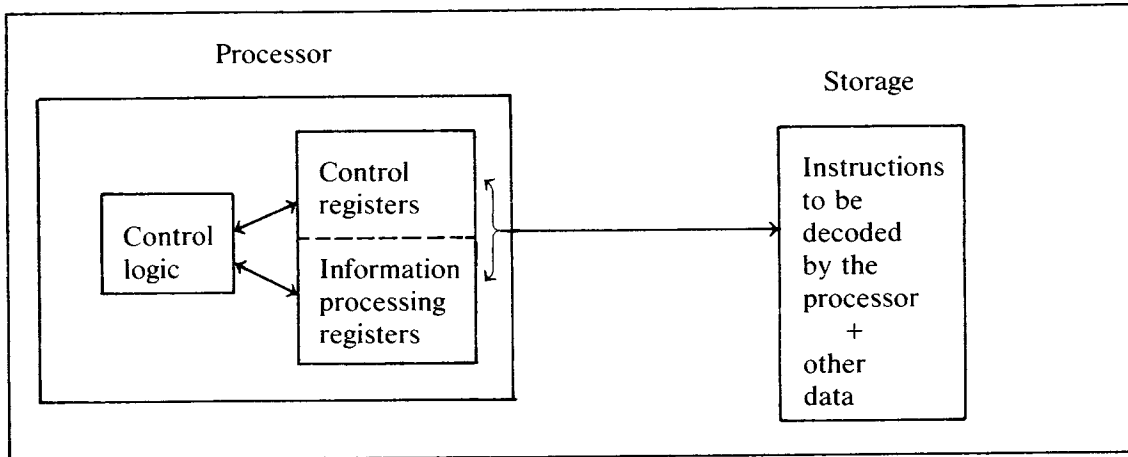 Processor
Storage
Control
logic
Control
registers
Information
processing
registers
Instructions
to be
decoded
by the
processor
+
other
data